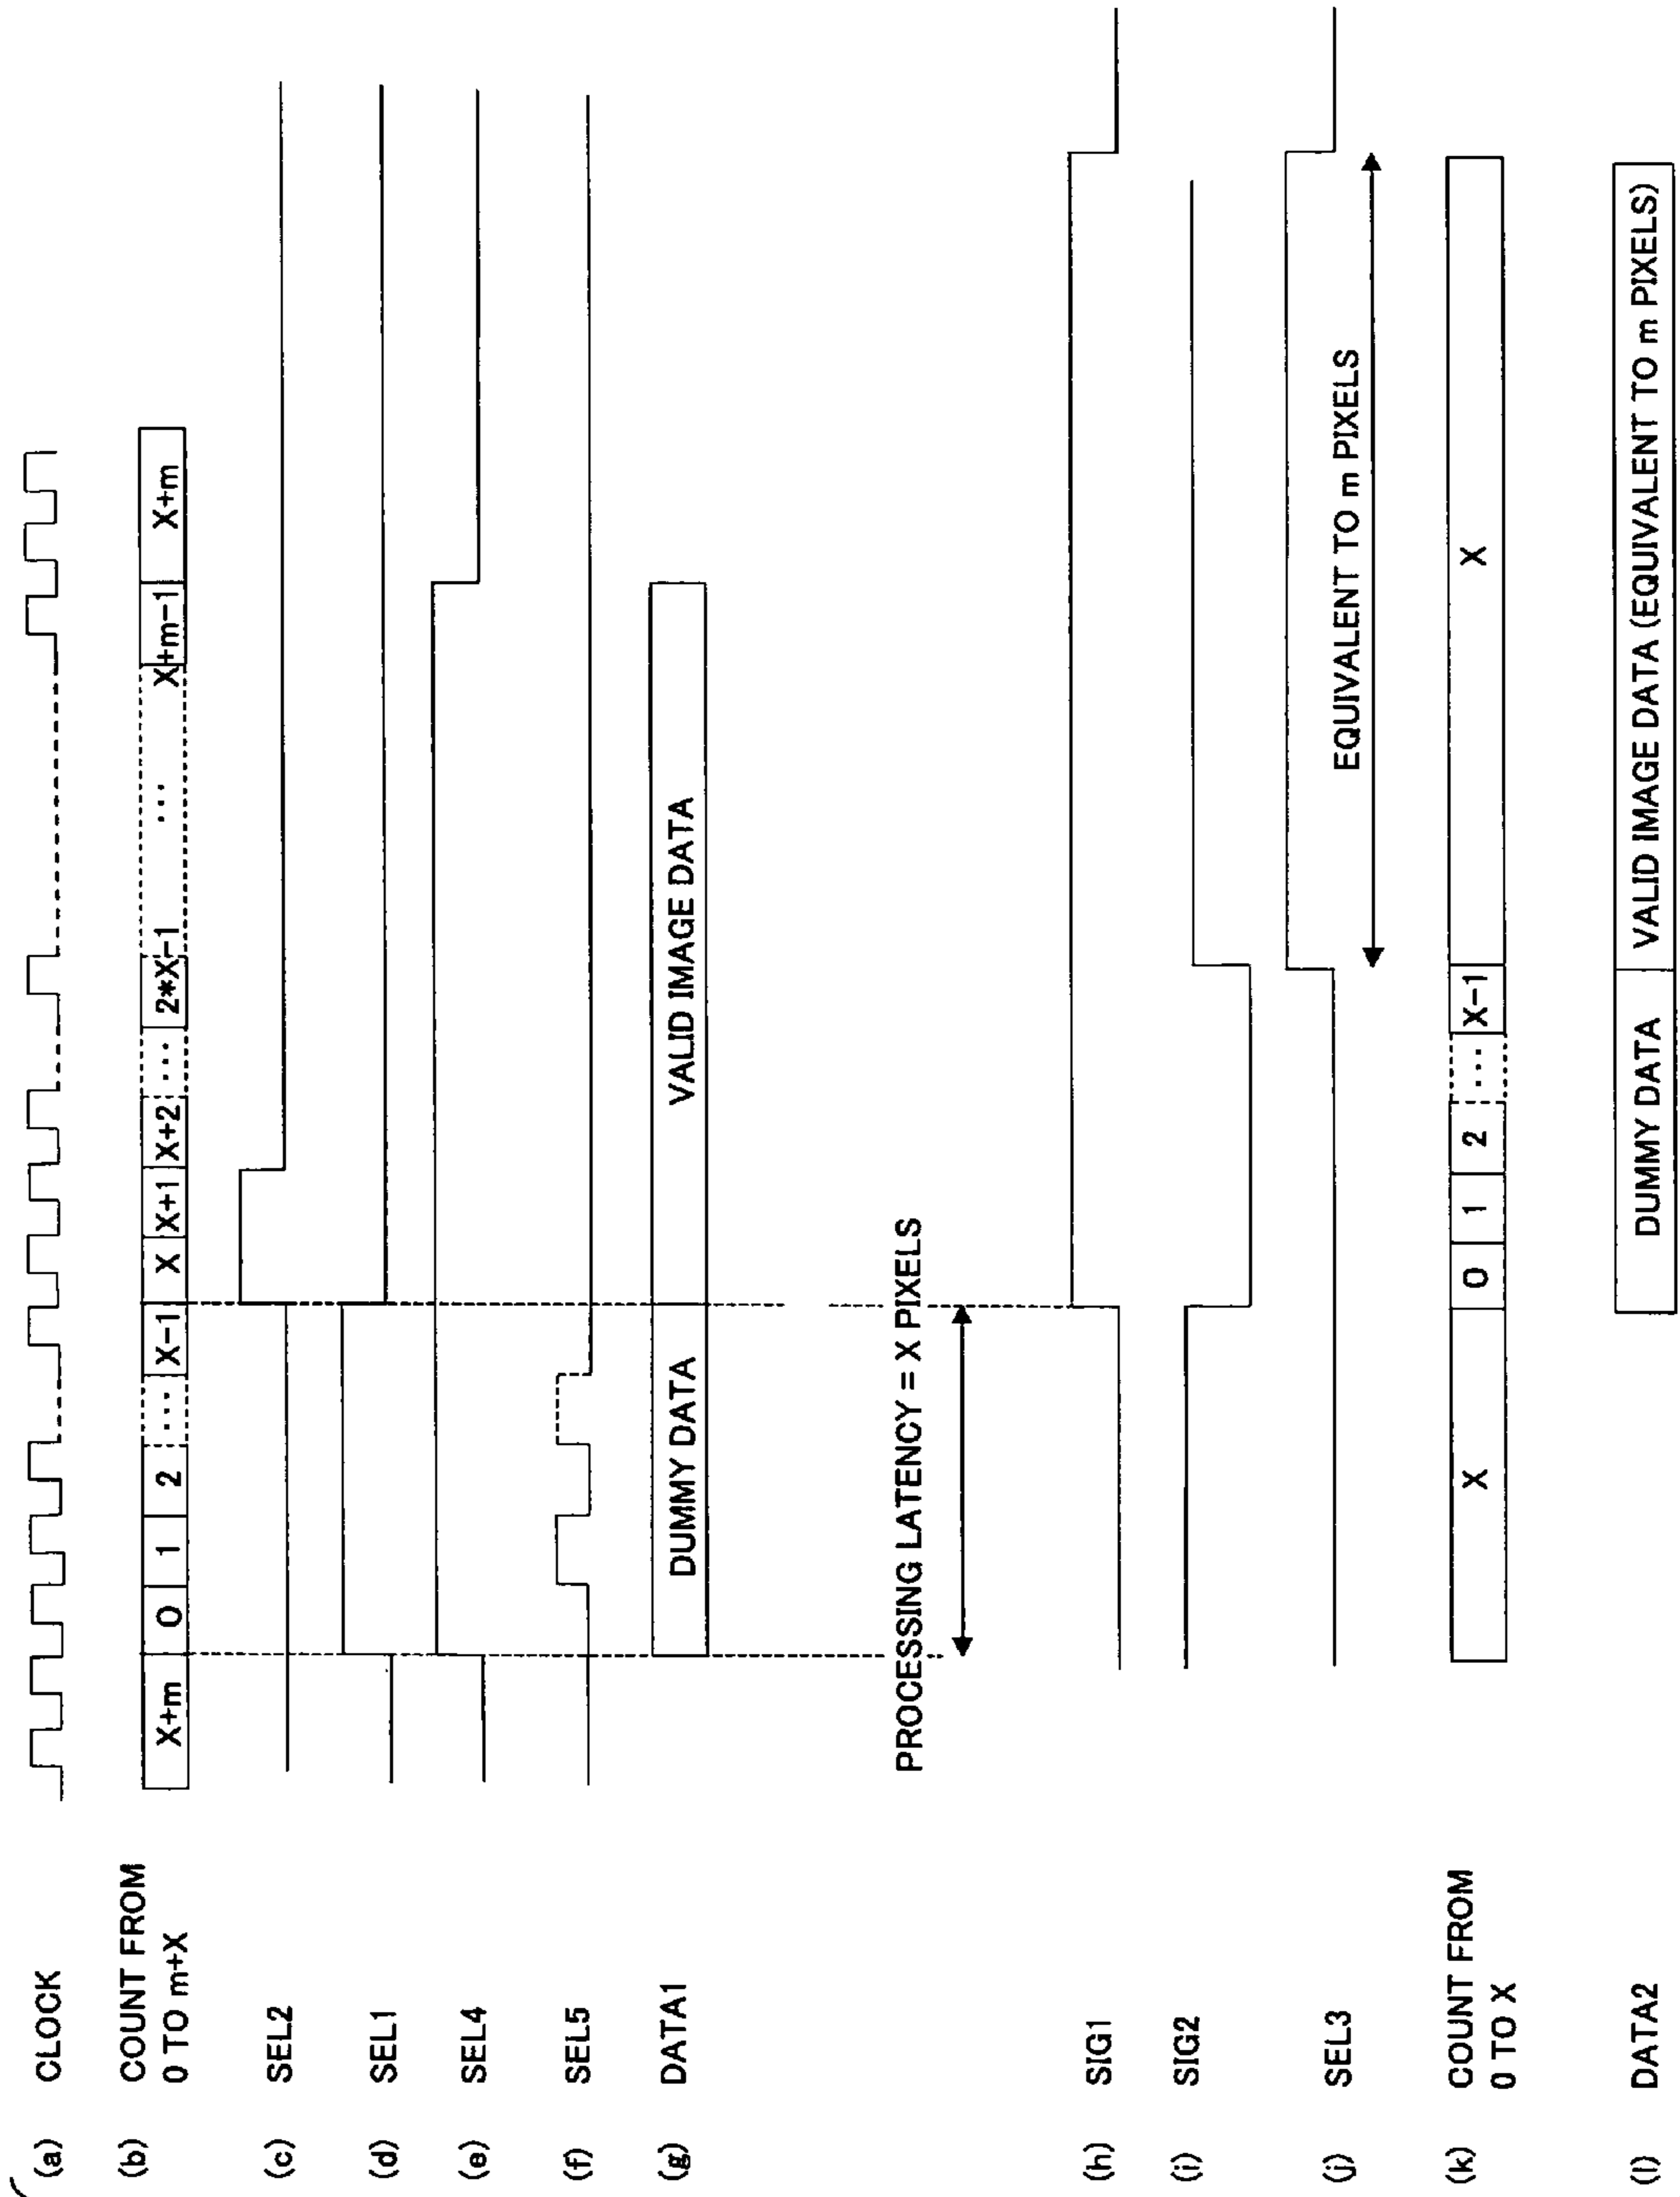 (a) CLOCK
(b) COUNT FROM
0 TO m+X
X+m 0 1 2 ... X-1 X X+1 X+2 ... 2*X-1 ... X+m-1 X+m
(c) SEL2
(d) SEL1
(e) SEL4
(f) SEL5
(g) DATA1
DUMMY DATA VALID IMAGE DATA
PROCESSING LATENCY = X PIXELS
(h) SIG1
(i) SIG2
(j) SEL3
EQUIVALENT TO m PIXELS
(k) COUNT FROM
0 TO X
X 0 1 2 ... X-1 X
(l) DATA2
DUMMY DATA VALID IMAGE DATA (EQUIVALENT TO m PIXELS)